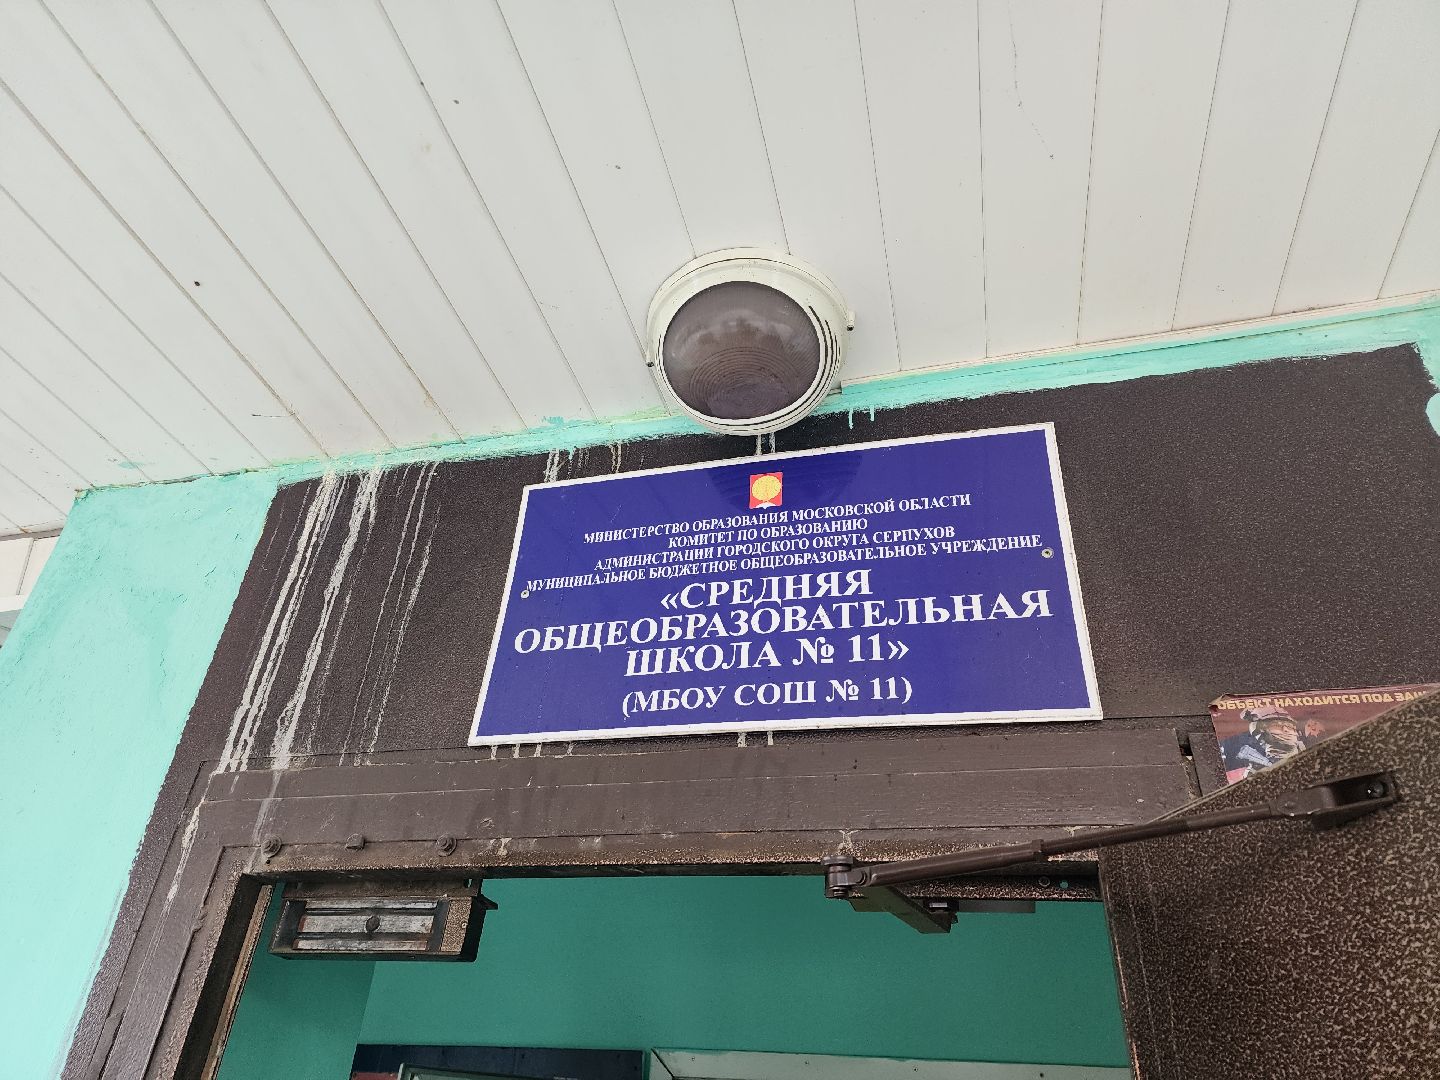 МИНИСТЕРСТВО ОБРАЗОВАНИЯ МОСКОВСКОЙ ОБЛАСТИ
КОМИТЕТ ПО ОБРАЗОВАНИЮ
АДМИНИСТРАЦИИ ГОРОДСКОГО ОКРУГА СЕРПУХОВ
МУНИЦИПАЛЬНОЕ БЮДЖЕТНОЕ ОБЩЕОБРАЗОВАТЕЛЬНОЕ УЧРЕЖДЕНИЕ
«СРЕДНЯЯ
ОБЩЕОБРАЗОВАТЕЛЬНАЯ
ШКОЛА № 11»
(МБОУ СОШ № 11)
ОБЪЕКТ НАХОДИТСЯ ПОД